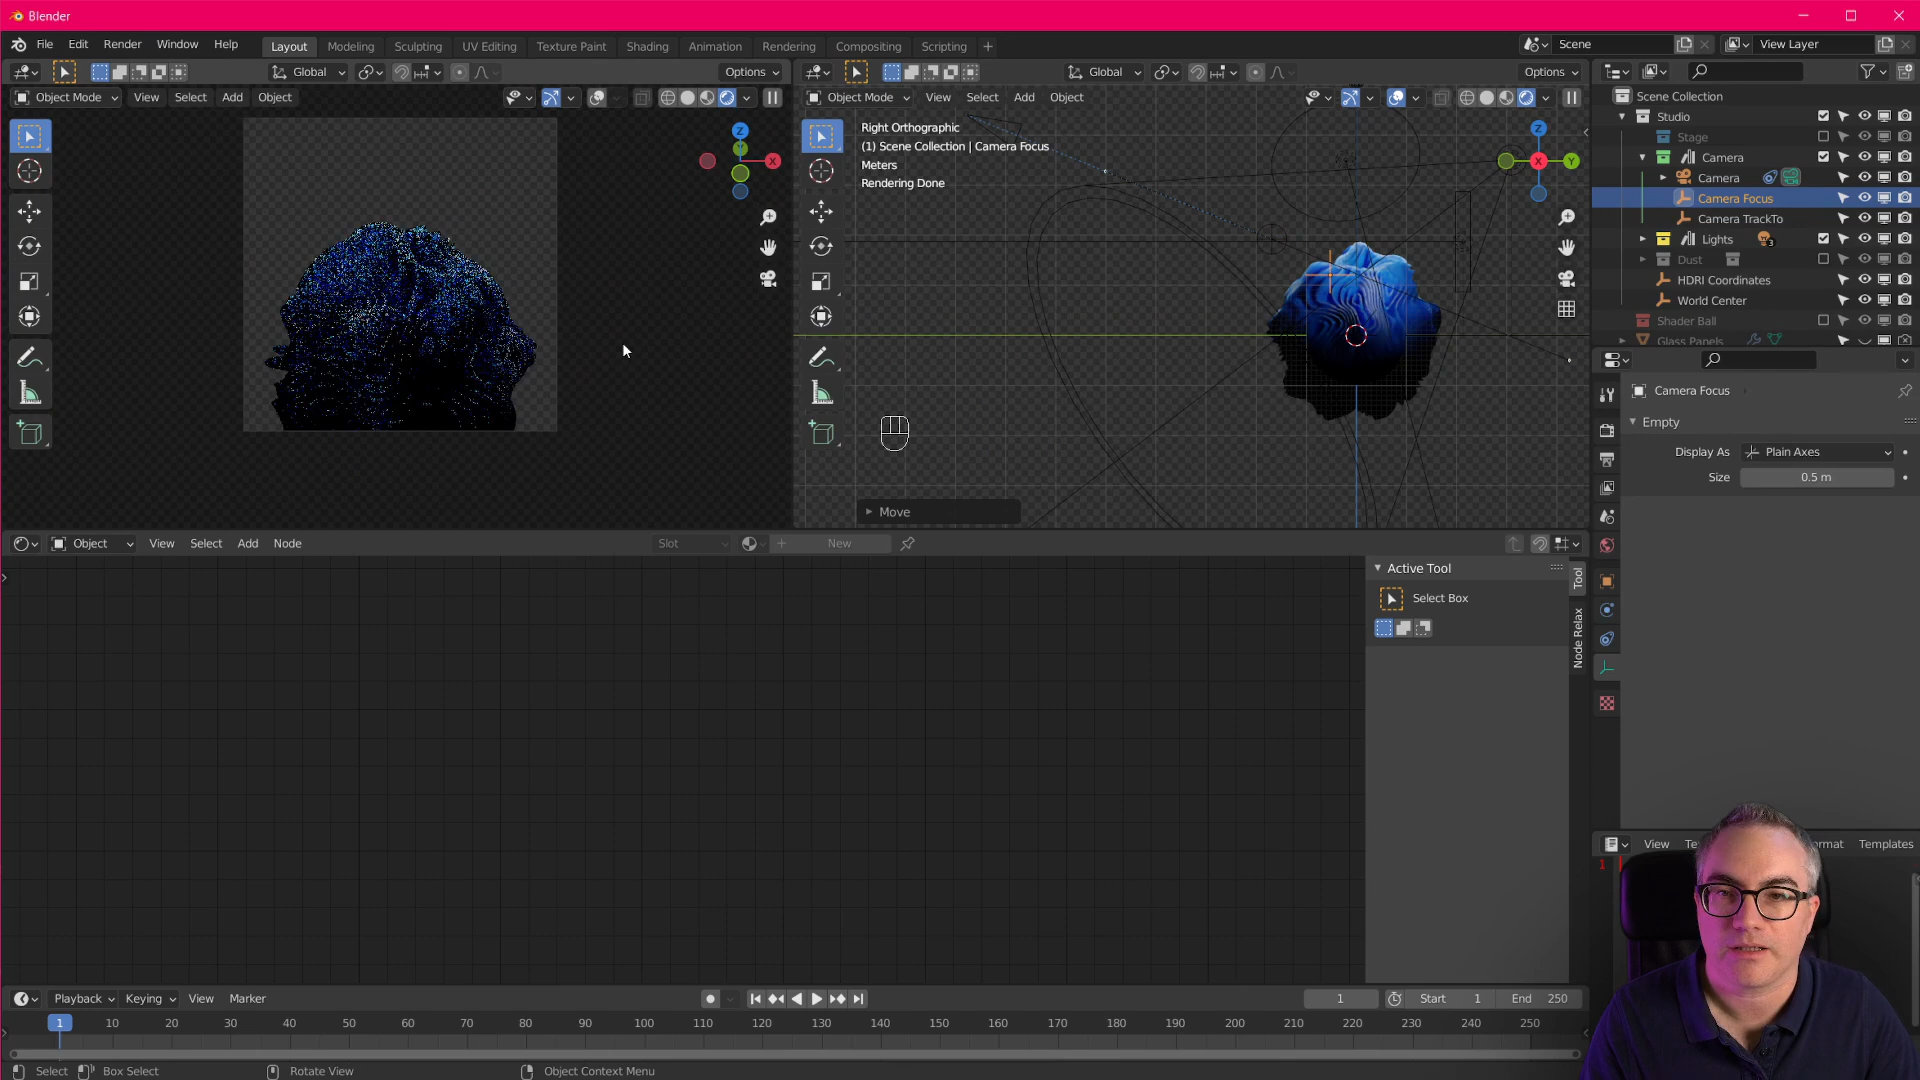 Blender
File Edit Render Window Help Layout Modeling Sculpting UV Editing Texture Paint Shading Animation Rendering Compositing Scripting + Scene View Layer
Global Options Global Options
Object Mode View Select Add Object Object Mode View Select Add Object
Scene Collection
Studio
Stage
Camera
Camera
Camera Focus
Camera TrackTo
Lights 3
Dust
HDRI Coordinates
World Center
Shader Ball
Glass Panels
Z
Y
X
Right Orthographic
(1) Scene Collection | Camera Focus
Meters
Rendering Done
Z
X
Y
Move
Camera Focus
Empty
Display As Plain Axes
Size 0.5 m
Object View Select Add Node Slot New
Active Tool
Select Box
Tool
Node Relax
View Te
ormat Templates
1
Playback Keying View Marker 1 Start 1 End 250
1 10 20 30 40 50 60 70 80 90 100 110 120 130 140 150 160 170 180 190 200 210 220 230 240 250
Select Box Select Rotate View Object Context Menu